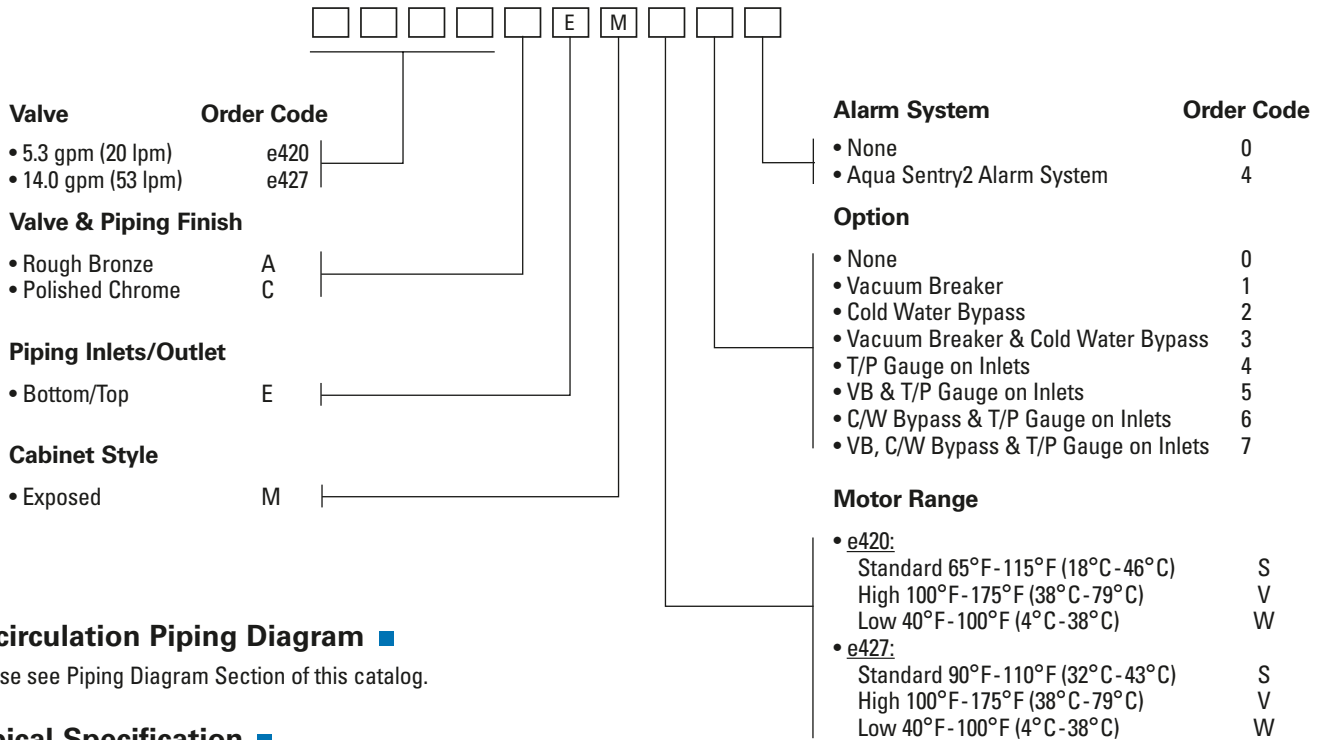 E M
Valve Order Code
• 5.3 gpm (20 lpm) e420
• 14.0 gpm (53 lpm) e427
Valve & Piping Finish
• Rough Bronze A
• Polished Chrome C
Piping Inlets/Outlet
• Bottom/Top E
Cabinet Style
• Exposed M
circulation Piping Diagram
se see Piping Diagram Section of this catalog.
pical Specification
Alarm System Order Code
• None 0
• Aqua Sentry2 Alarm System 4
Option
• None 0
• Vacuum Breaker 1
• Cold Water Bypass 2
• Vacuum Breaker & Cold Water Bypass 3
• T/P Gauge on Inlets 4
• VB & T/P Gauge on Inlets 5
• C/W Bypass & T/P Gauge on Inlets 6
• VB, C/W Bypass & T/P Gauge on Inlets 7
Motor Range
• e420:
Standard 65°F-115°F (18°C-46°C) S
High 100°F-175°F (38°C-79°C) V
Low 40°F-100°F (4°C-38°C) W
• e427:
Standard 90°F-110°F (32°C-43°C) S
High 100°F-175°F (38°C-79°C) V
Low 40°F-100°F (4°C-38°C) W